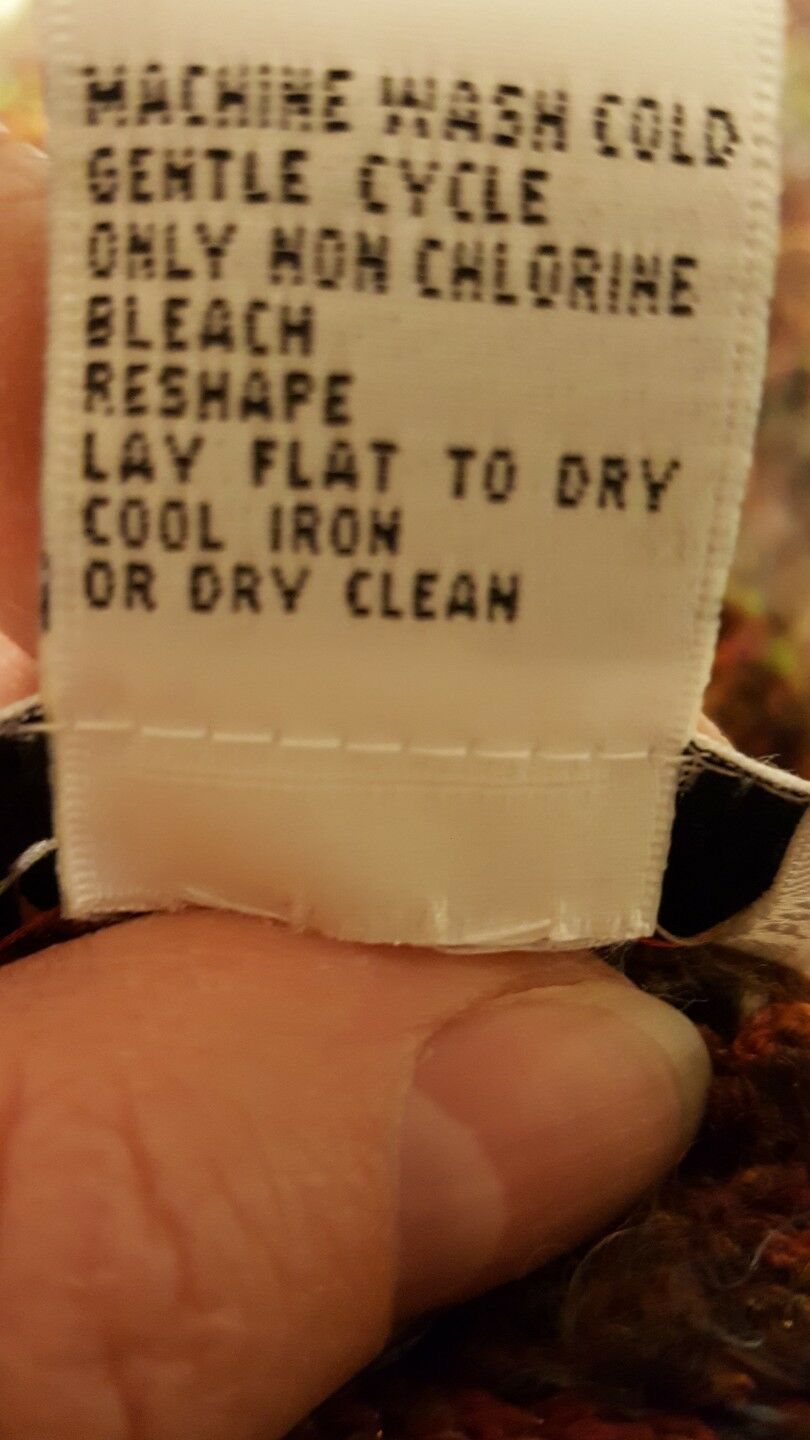 MACHINE WASH COLD
GENTLE CYCLE
ONLY NON CHLORINE
BLEACH
RESHAPE
LAY FLAT TO DRY
COOL IRON
OR DRY CLEAN